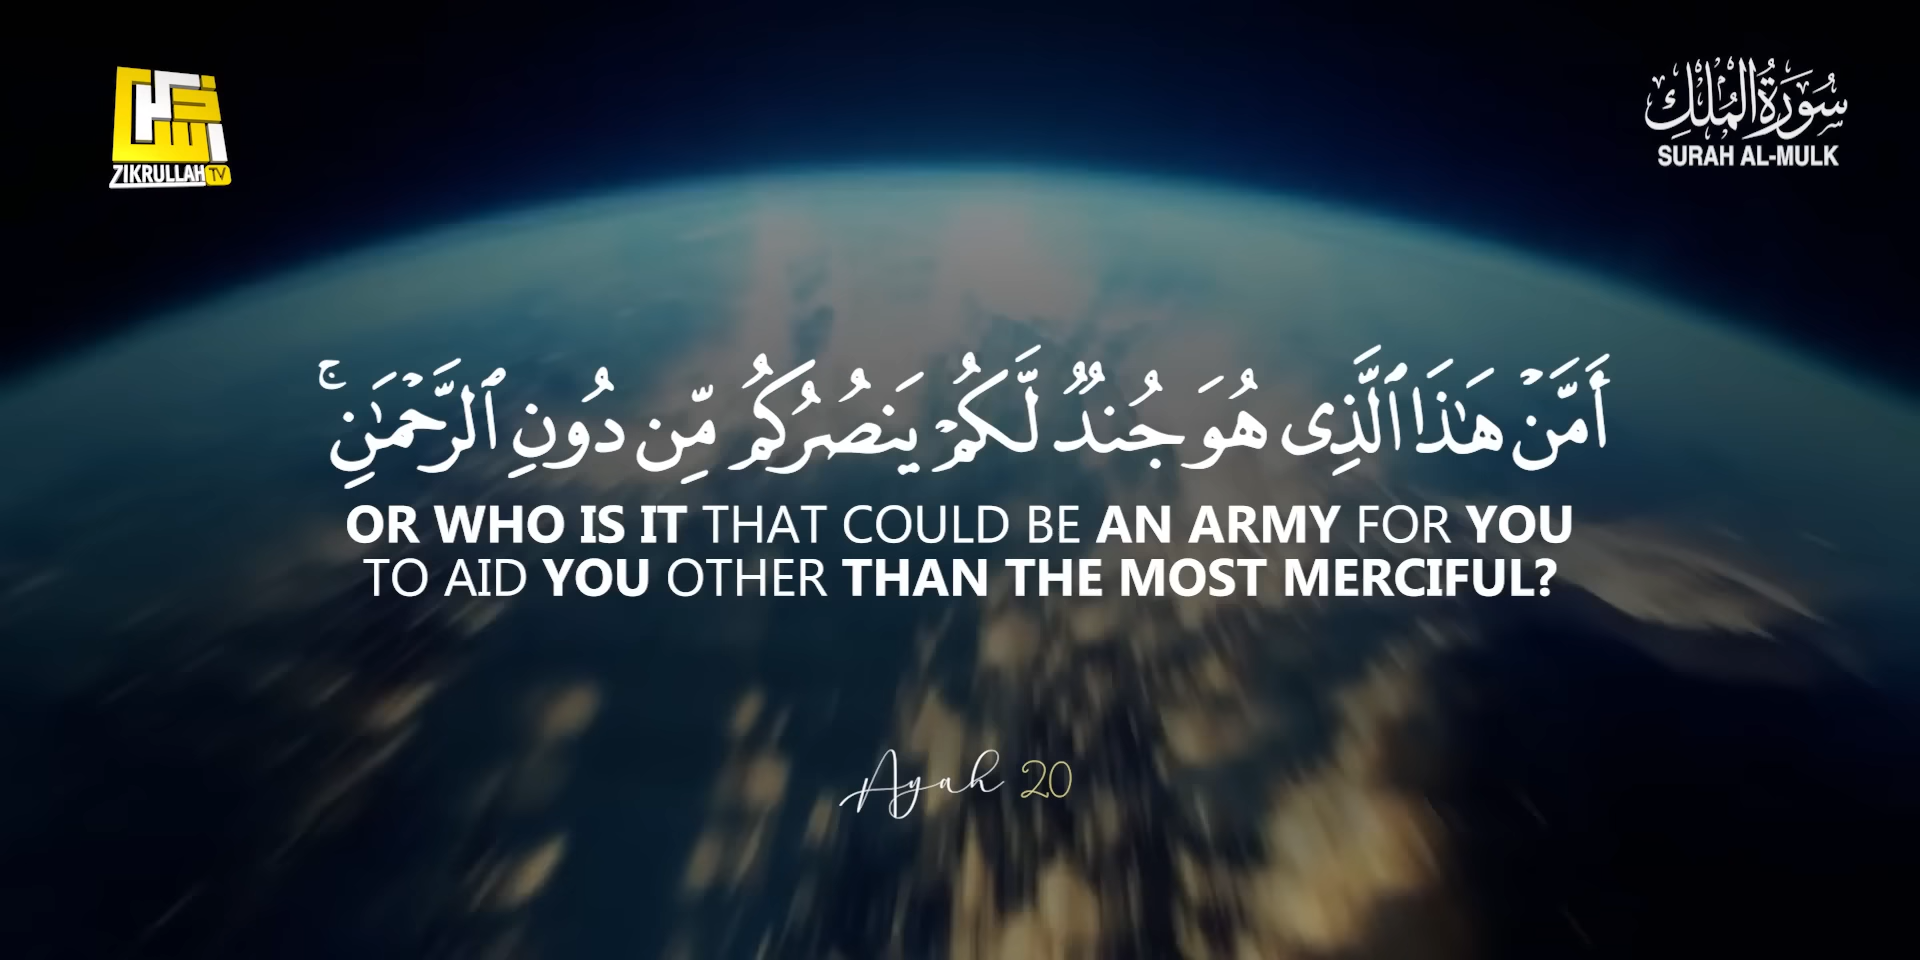 ZIKRULLAH TV
سُورَةُ المُلْكِ
SURAH AL-MULK
أَمَّنۡ هَـٰذَا ٱلَّذِى هُوَ جُندٌ لَّكُمۡ يَنصُرُكُم مِّن دُونِ ٱلرَّحۡمَـٰنِۚ
OR WHO IS IT THAT COULD BE AN ARMY FOR YOU
TO AID YOU OTHER THAN THE MOST MERCIFUL?
Ayah 20